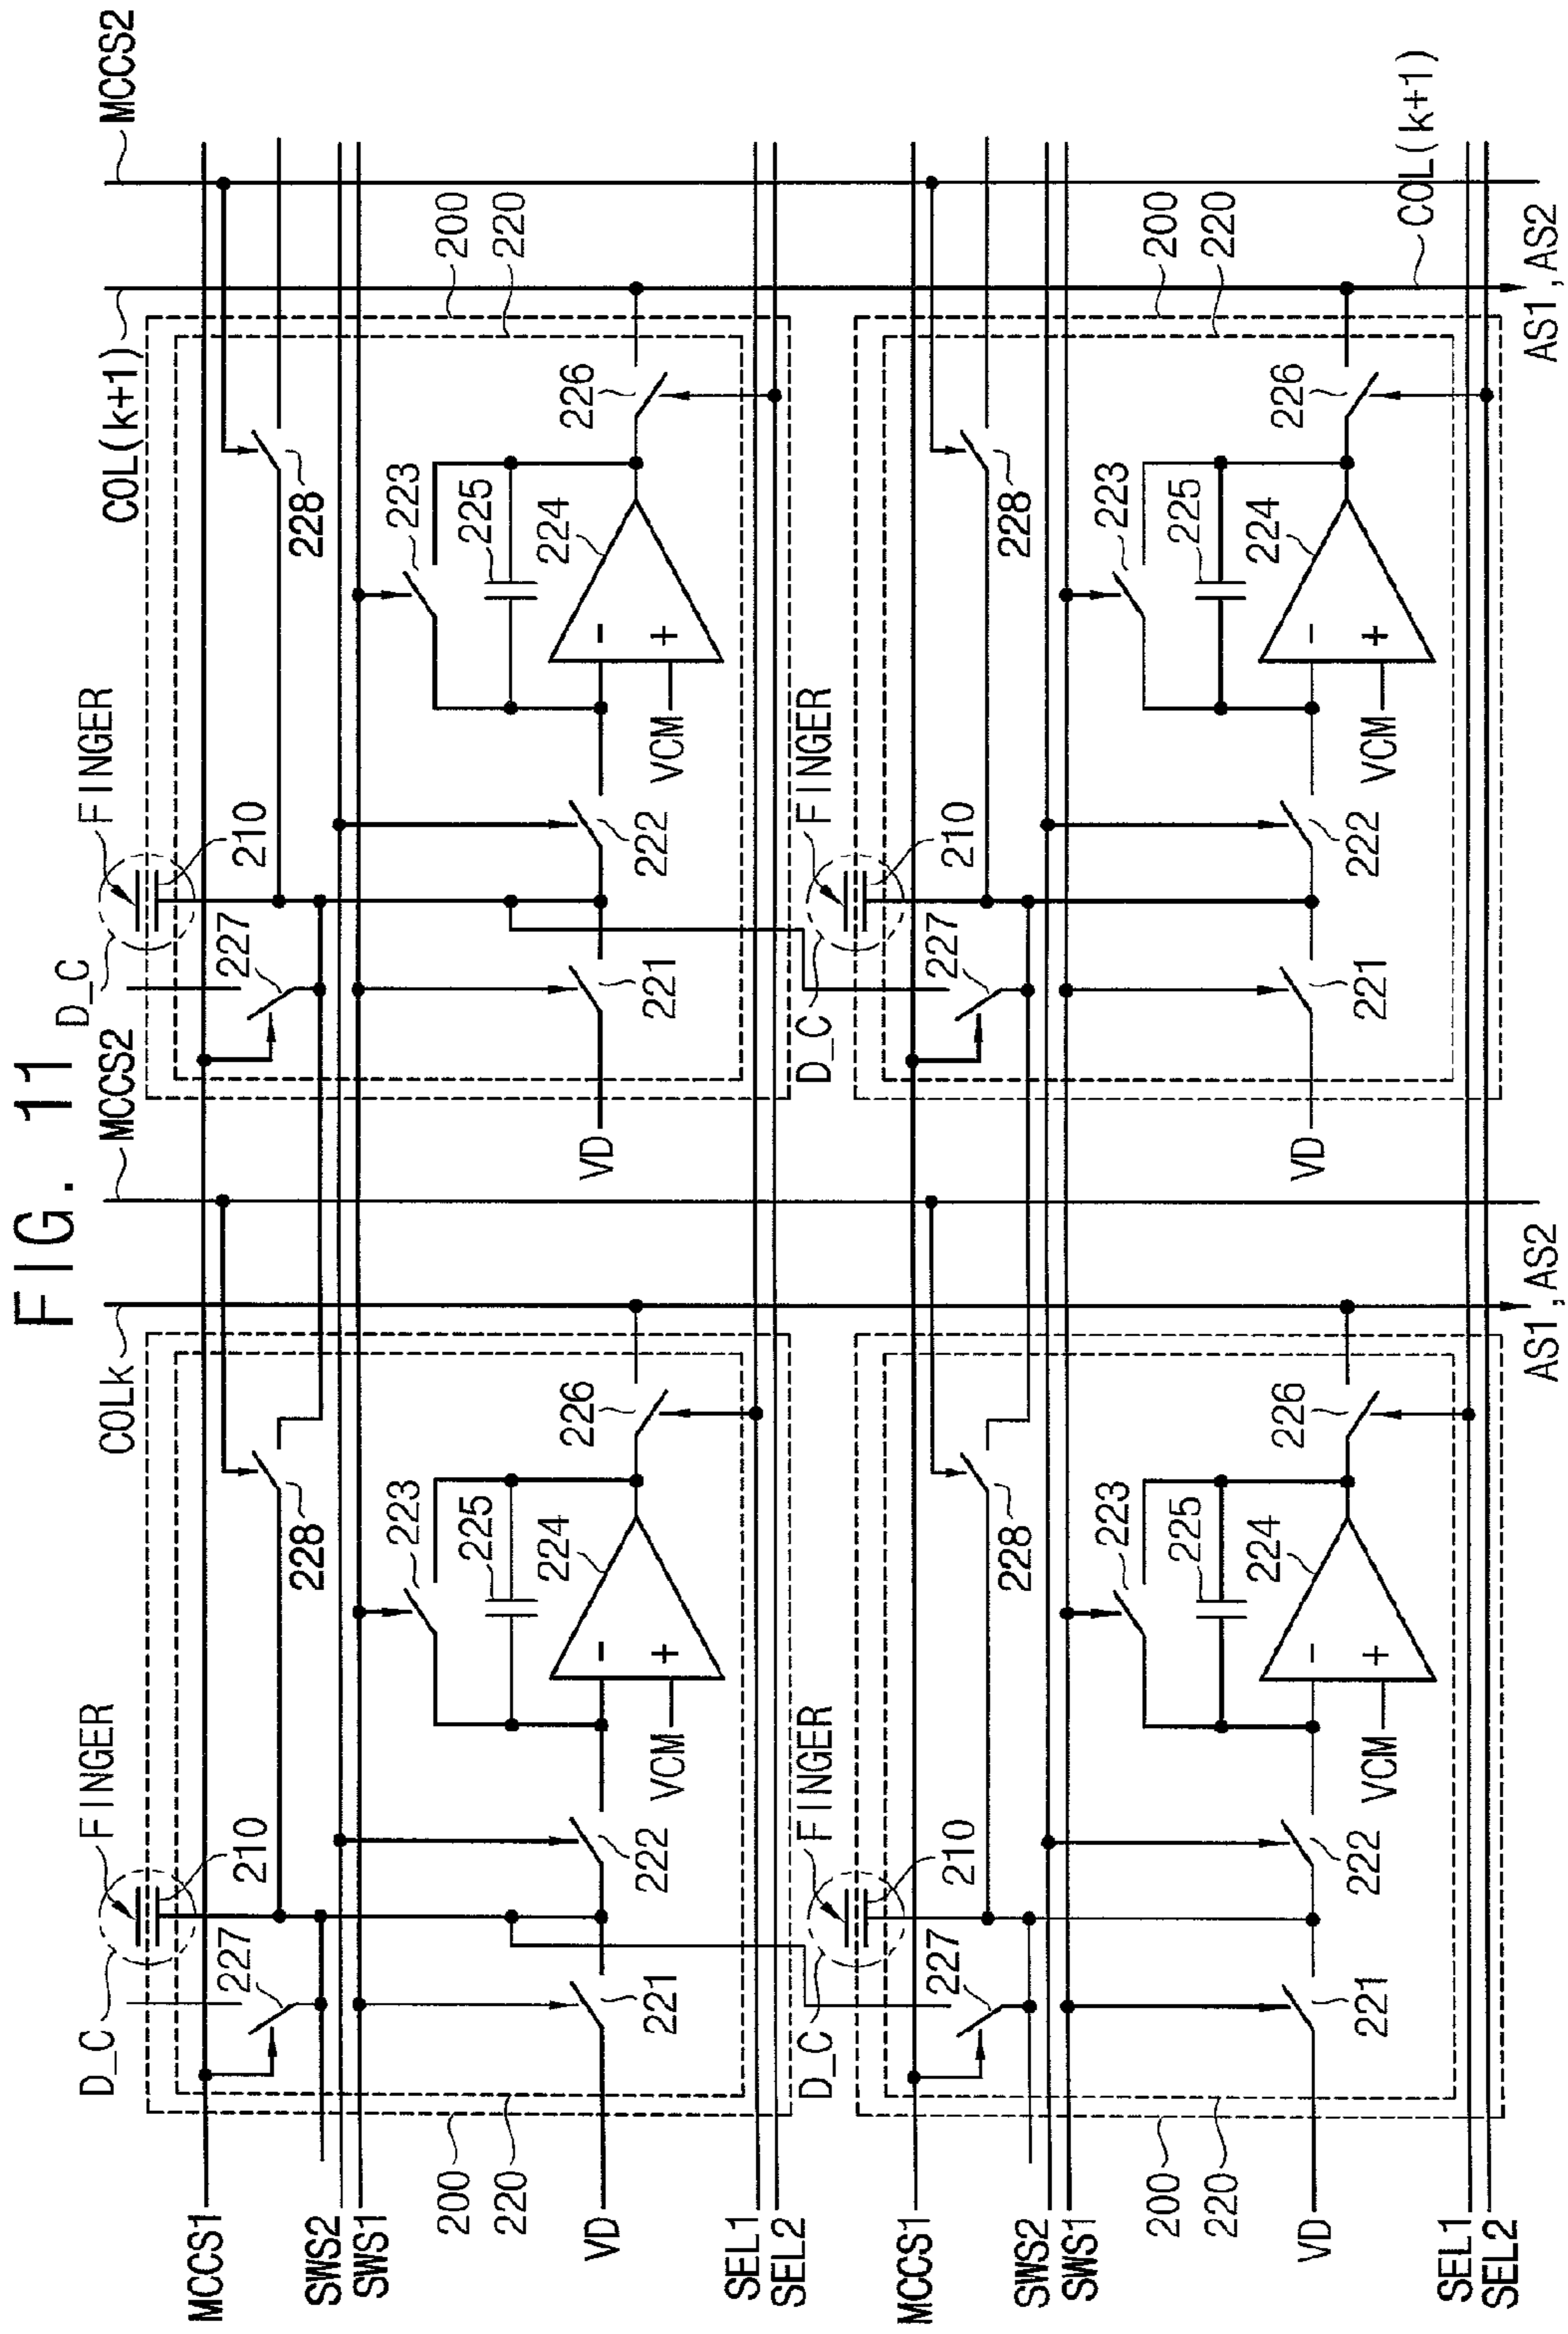 FIG. 11
COLk
MCCS2
COL(k+1)
MCCS2
D_C
FINGER
D_C
FINGER
MCCS1
227
210
228
227
210
228
SWS2
SWS1
223
225
224
223
225
224
200
220
200
220
VD
221
222
VCM
-
+
226
VD
221
222
VCM
-
+
226
SEL1
SEL2
D_C
FINGER
D_C
FINGER
MCCS1
227
210
228
227
210
228
SWS2
SWS1
223
225
224
223
225
224
200
220
200
220
VD
221
222
VCM
-
+
226
VD
221
222
VCM
-
+
226
COL(k+1)
SEL1
SEL2
AS1,AS2
AS1,AS2